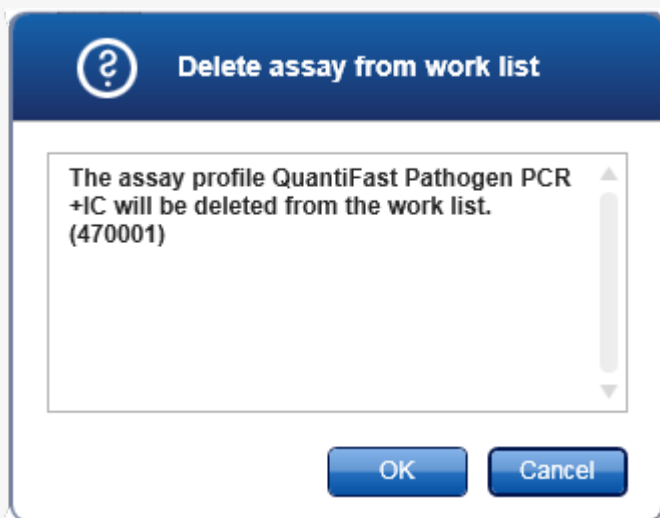 Delete assay from work list
The assay profile QuantiFast Pathogen PCR
+IC will be deleted from the work list.
(470001)
OK
Cancel